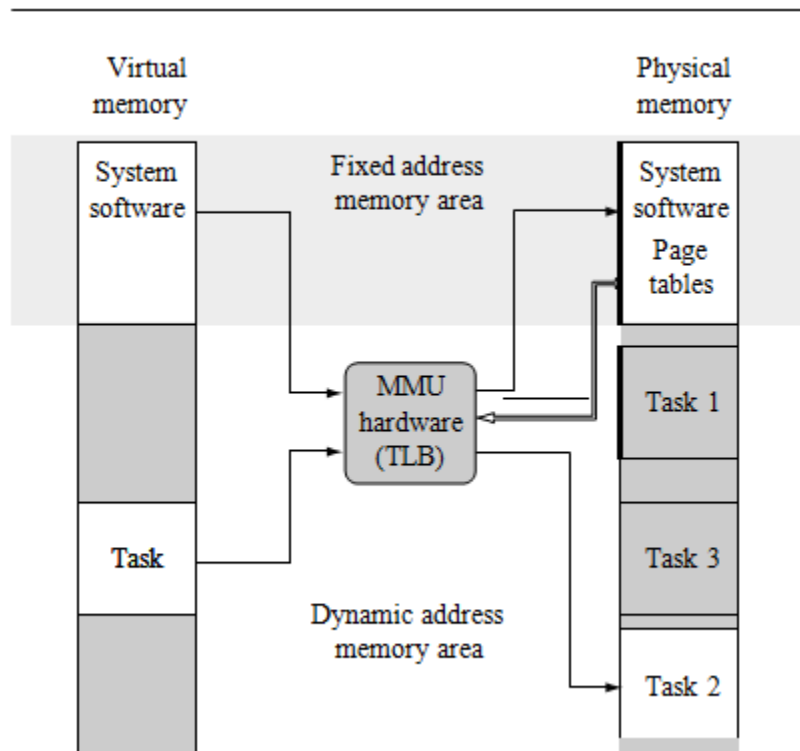 Virtual
memory
Physical
memory
System
software
Fixed address
memory area
System
software
Page
tables
MMU
hardware
(TLB)
Task 1
Task
Task 3
Dynamic address
memory area
Task 2